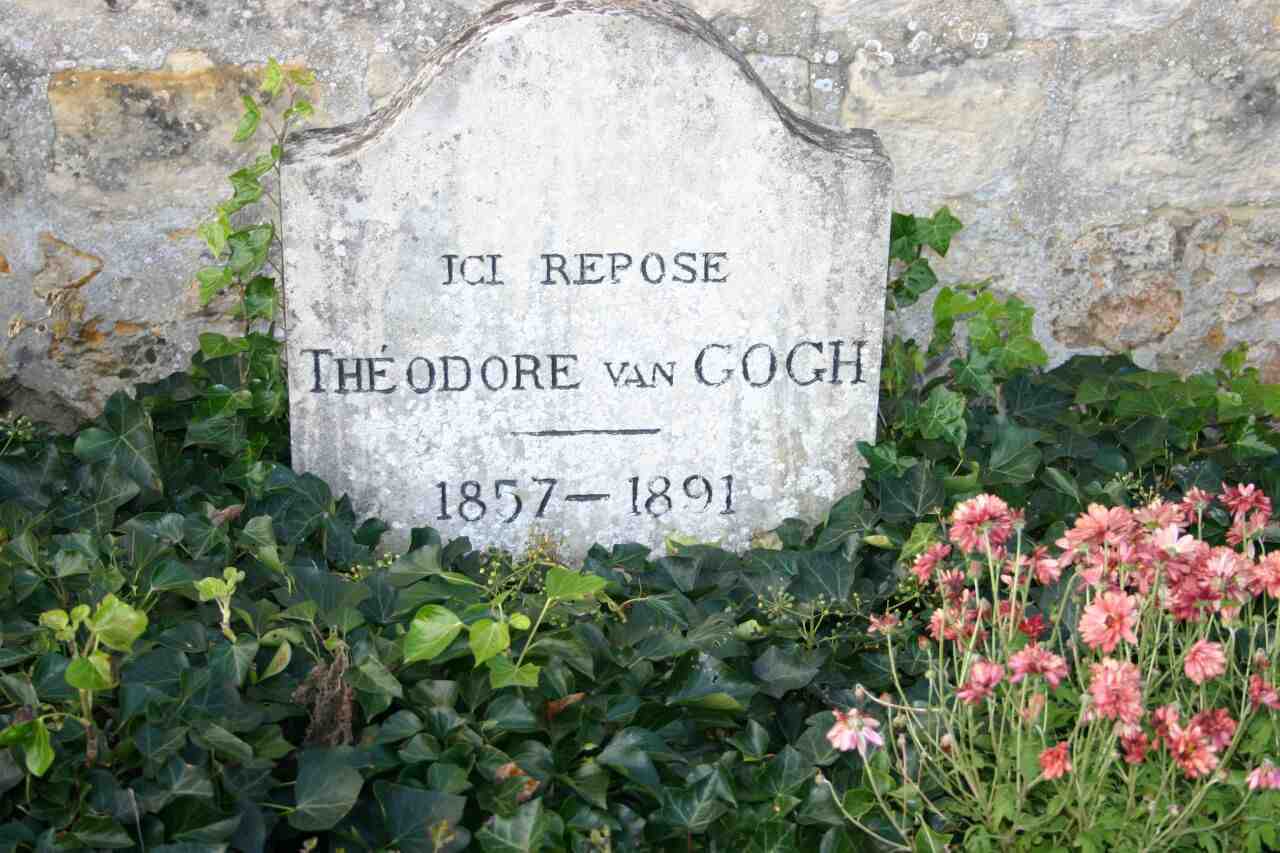 ICI REPOSE
THÉODORE VAN GOGH
1857–1891